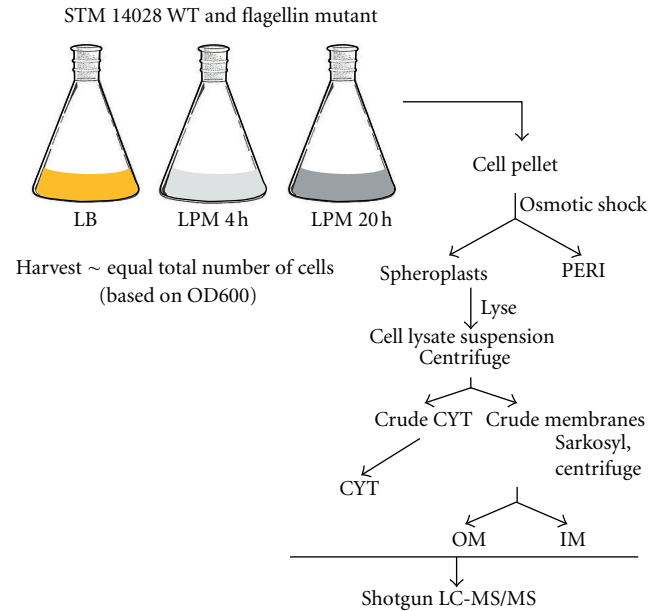 STM 14028 WT and flagellin mutant
LB
LPM 4 h
LPM 20 h
Harvest ~ equal total number of cells
(based on OD600)
Cell pellet
Osmotic shock
Spheroplasts
PERI
Lyse
Cell lysate suspension
Centrifuge
Crude CYT
Crude membranes
Sarkosyl,
centrifuge
CYT
OM
IM
Shotgun LC-MS/MS